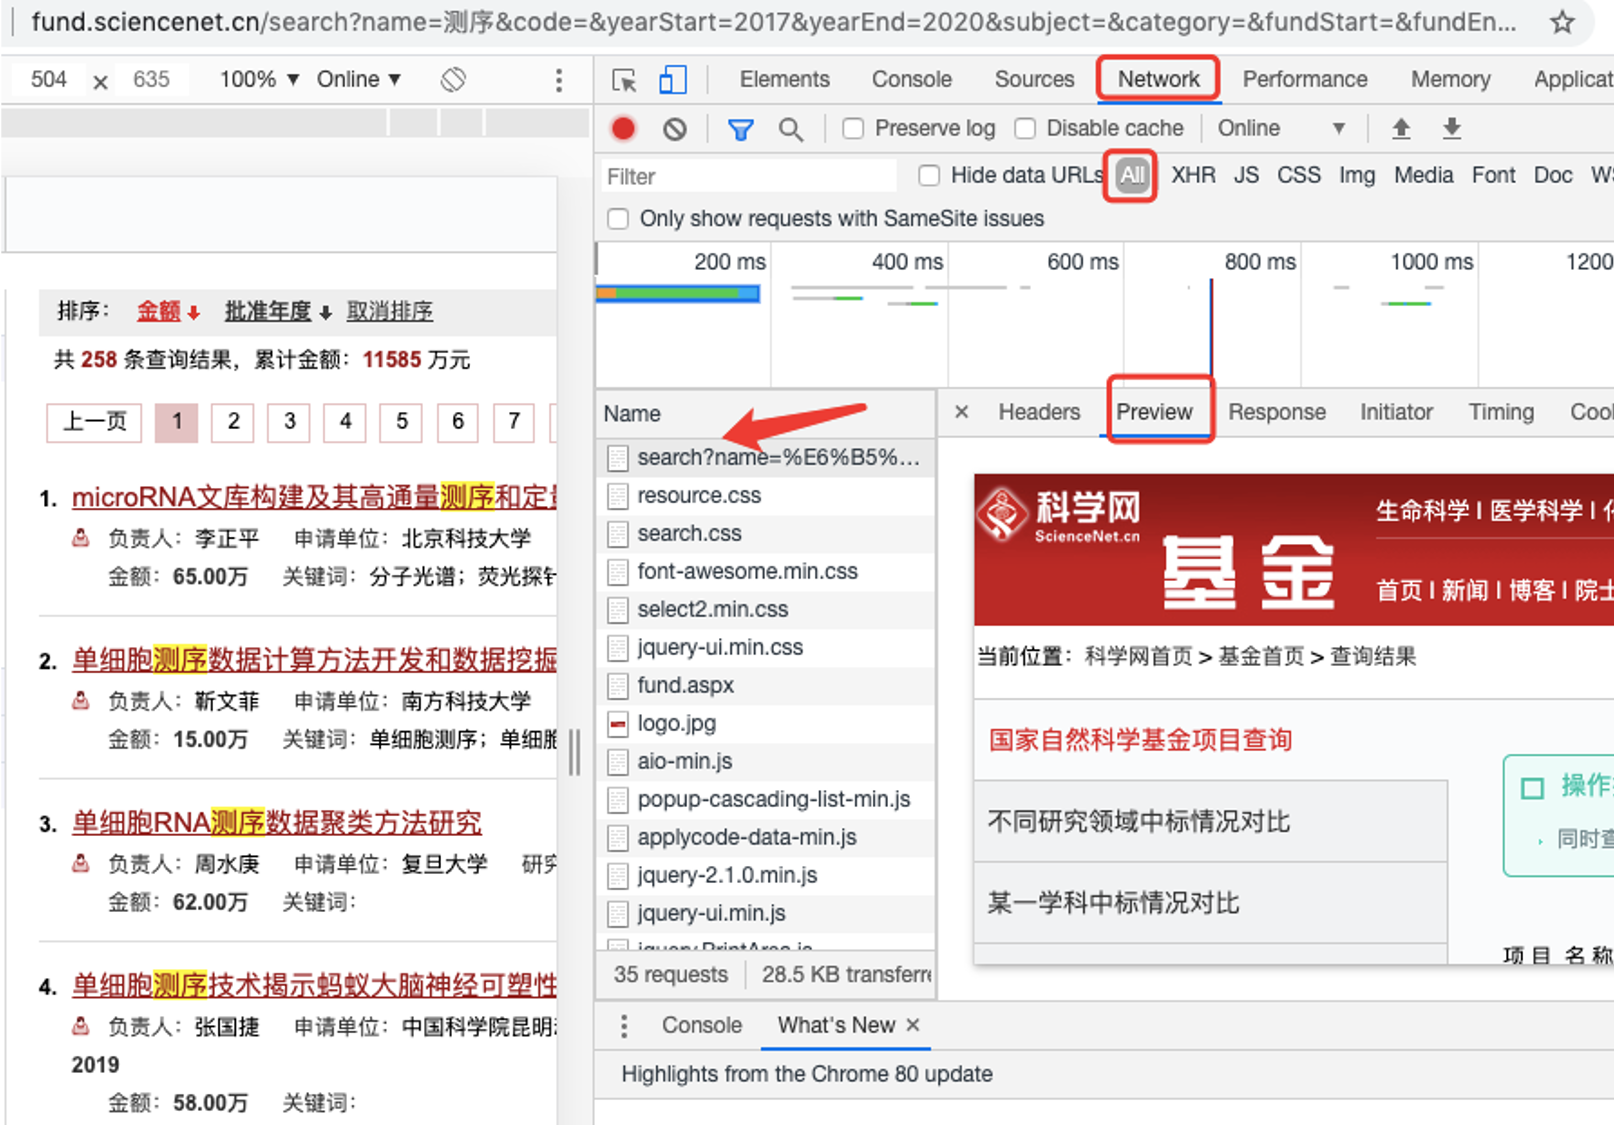 fund.sciencenet.cn/search?name=测序&code=&yearStart=2017&yearEnd=2020&subject=&category=&fundStart=&fundEn...
504 × 635 100% ▼ Online ▼
Elements Console Sources Network Performance Memory Applicat
Preserve log Disable cache Online ▼
Filter Hide data URLs All XHR JS CSS Img Media Font Doc WS
Only show requests with SameSite issues
200 ms 400 ms 600 ms 800 ms 1000 ms 1200
排序： 金额 批准年度 取消排序
共 258 条查询结果，累计金额：11585 万元
上一页 1 2 3 4 5 6 7
1. microRNA文库构建及其高通量测序和定量
负责人：李正平 申请单位：北京科技大学
金额：65.00万 关键词：分子光谱；荧光探针
2. 单细胞测序数据计算方法开发和数据挖掘
负责人：靳文菲 申请单位：南方科技大学
金额：15.00万 关键词：单细胞测序；单细胞
3. 单细胞RNA测序数据聚类方法研究
负责人：周水庚 申请单位：复旦大学 研究
金额：62.00万 关键词：
4. 单细胞测序技术揭示蚂蚁大脑神经可塑性
负责人：张国捷 申请单位：中国科学院昆明
2019
金额：58.00万 关键词：
Name
search?name=%E6%B5%...
resource.css
search.css
font-awesome.min.css
select2.min.css
jquery-ui.min.css
fund.aspx
logo.jpg
aio-min.js
popup-cascading-list-min.js
applycode-data-min.js
jquery-2.1.0.min.js
jquery-ui.min.js
jquery.PrintArea.js
35 requests 28.5 KB transferre
× Headers Preview Response Initiator Timing Cool
科学网
ScienceNet.cn
基金
生命科学 | 医学科学 |
首页 | 新闻 | 博客 | 院士
当前位置：科学网首页 > 基金首页 > 查询结果
国家自然科学基金项目查询
不同研究领域中标情况对比
某一学科中标情况对比
操作
同时查
项目名称
Console What's New ×
Highlights from the Chrome 80 update